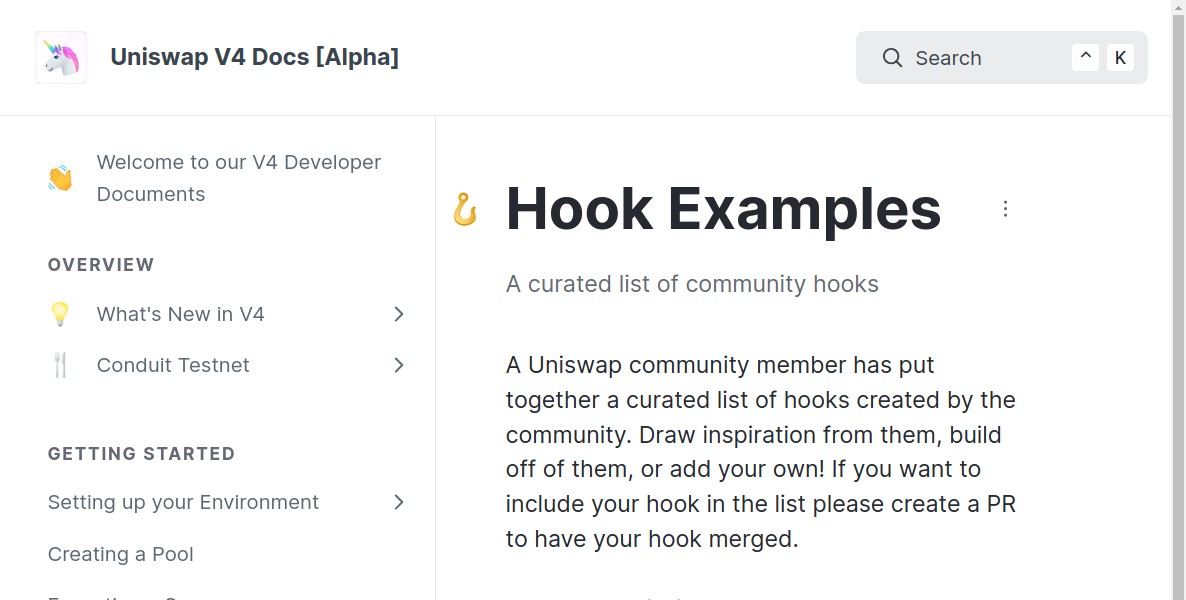 Uniswap V4 Docs [Alpha]
Search
^ K
Welcome to our V4 Developer
Documents
OVERVIEW
What's New in V4
Conduit Testnet
GETTING STARTED
Setting up your Environment
Creating a Pool
Hook Examples
A curated list of community hooks
A Uniswap community member has put
together a curated list of hooks created by the
community. Draw inspiration from them, build
off of them, or add your own! If you want to
include your hook in the list please create a PR
to have your hook merged.